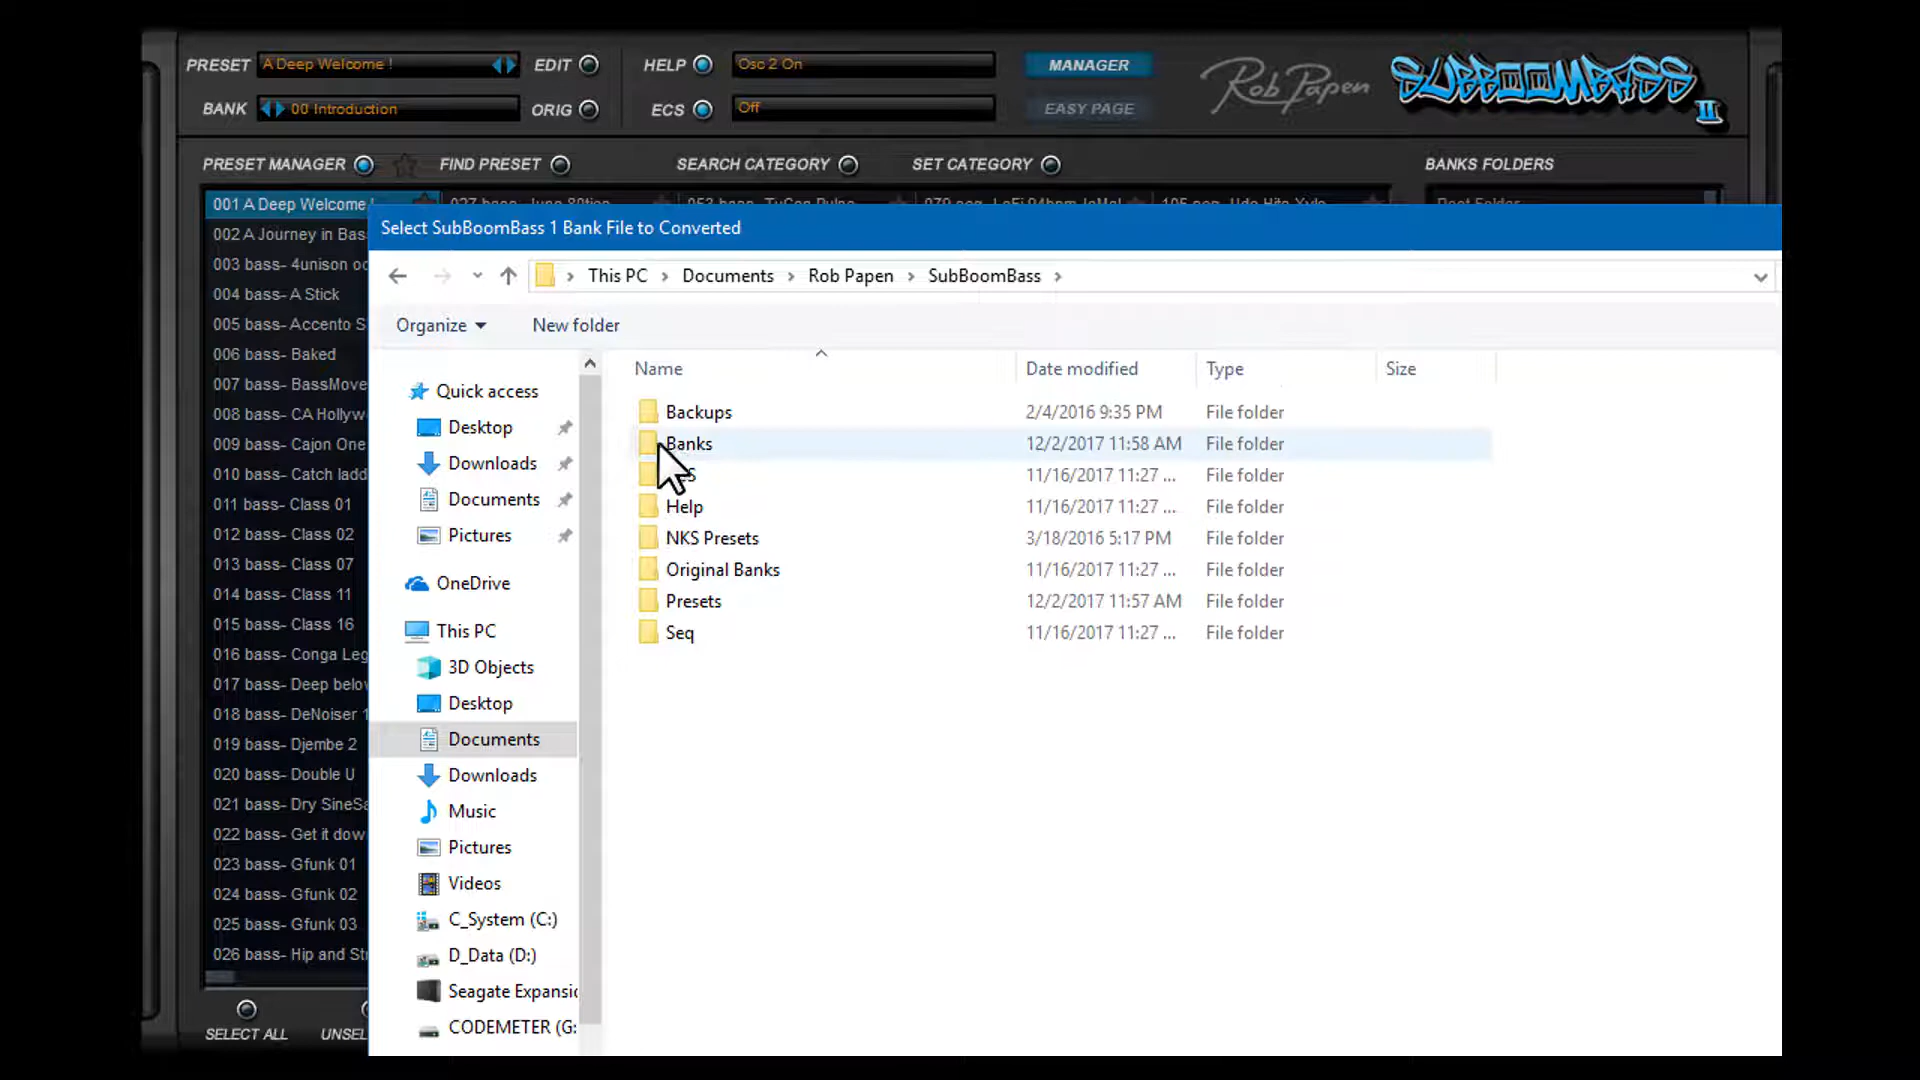 PRESET A Deep Welcome ! EDIT HELP Osc 2 On MANAGER Rob Papen SUBBOOMBASS II
BANK 00 Introduction ORIG ECS Off EASY PAGE
PRESET MANAGER FIND PRESET SEARCH CATEGORY SET CATEGORY BANKS FOLDERS
001 A Deep Welcome !
002 A Journey in Bas
003 bass- 4unison oc
004 bass- A Stick
005 bass- Accento S
006 bass- Baked
007 bass- BassMove
008 bass- CA Hollyw
009 bass- Cajon One
010 bass- Catch ladd
011 bass- Class 01
012 bass- Class 02
013 bass- Class 07
014 bass- Class 11
015 bass- Class 16
016 bass- Conga Leg
017 bass- Deep belov
018 bass- DeNoiser 1
019 bass- Djembe 2
020 bass- Double U
021 bass- Dry SineSa
022 bass- Get it dow
023 bass- Gfunk 01
024 bass- Gfunk 02
025 bass- Gfunk 03
026 bass- Hip and Str
SELECT ALL UNSEL
Select SubBoomBass 1 Bank File to Converted
This PC Documents Rob Papen SubBoomBass
Organize New folder
Quick access
Desktop
Downloads
Documents
Pictures
OneDrive
This PC
3D Objects
Desktop
Documents
Downloads
Music
Pictures
Videos
C_System (C:)
D_Data (D:)
Seagate Expansic
CODEMETER (G:
Name Date modified Type Size
Backups 2/4/2016 9:35 PM File folder
Banks 12/2/2017 11:58 AM File folder
11/16/2017 11:27 ... File folder
Help 11/16/2017 11:27 ... File folder
NKS Presets 3/18/2016 5:17 PM File folder
Original Banks 11/16/2017 11:27 ... File folder
Presets 12/2/2017 11:57 AM File folder
Seq 11/16/2017 11:27 ... File folder